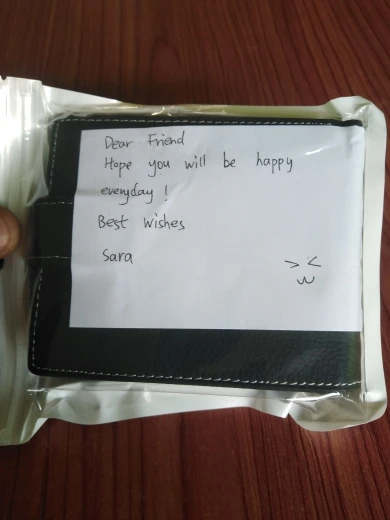 Dear Friend
Hope you will be happy
everyday !
Best wishes
Sara
> <
w